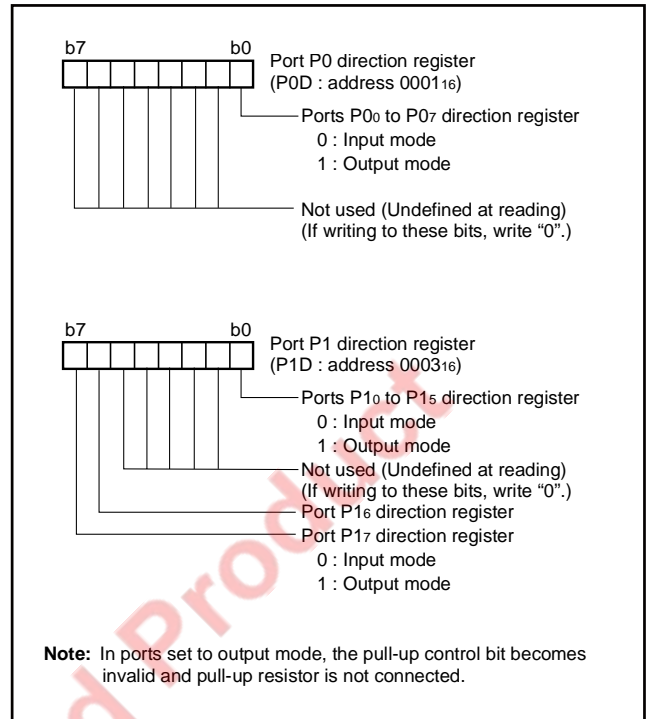 b7 b0
Port P0 direction register
(P0D : address 000116)
Ports P00 to P07 direction register
0 : Input mode
1 : Output mode
Not used (Undefined at reading)
(If writing to these bits, write “0”.)
b7 b0
Port P1 direction register
(P1D : address 000316)
Ports P10 to P15 direction register
0 : Input mode
1 : Output mode
Not used (Undefined at reading)
(If writing to these bits, write “0”.)
Port P16 direction register
Port P17 direction register
0 : Input mode
1 : Output mode
Note: In ports set to output mode, the pull-up control bit becomes
invalid and pull-up resistor is not connected.
d Product